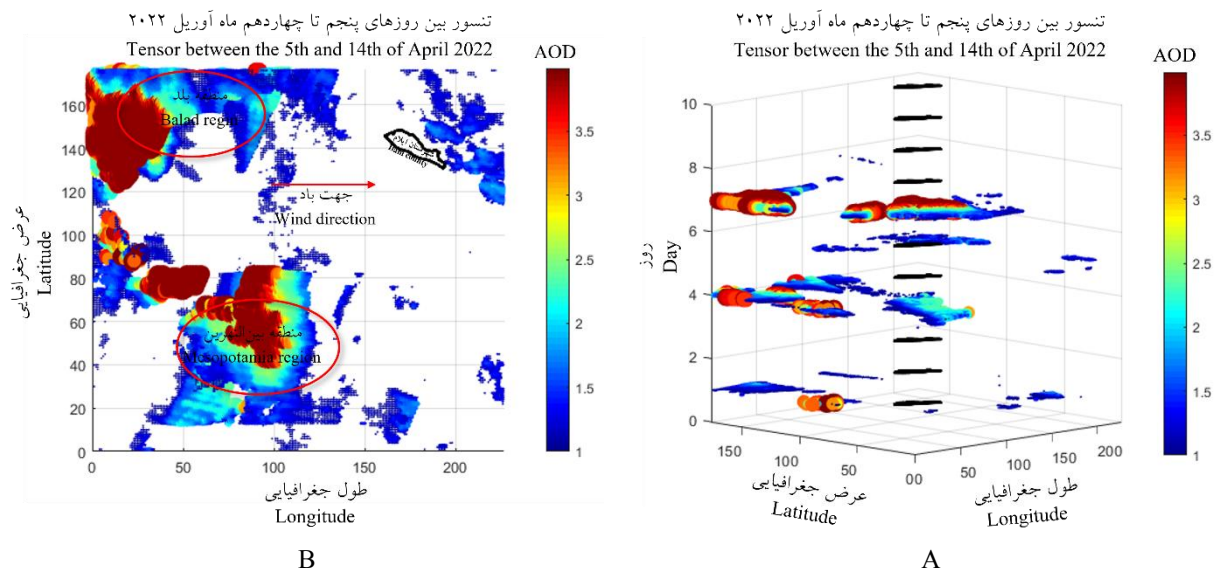 تنسور بین روزهای پنجم تا چهاردهم ماه آوریل ۲۰۲۲
Tensor between the 5th and 14th of April 2022
AOD
160
140
120
100
80
60
40
20
0
0
50
100
150
200
3.5
3
2.5
2
1.5
1
منطقه بلد
Balad regin
شهرستان ایلام
Ilam county
جهت باد
Wind direction
منطقه بین‌النهرین
Mesopotamia region
عرض جغرافیایی
Latitude
طول جغرافیایی
Longitude
B
تنسور بین روزهای پنجم تا چهاردهم ماه آوریل ۲۰۲۲
Tensor between the 5th and 14th of April 2022
AOD
10
8
6
4
2
0
روز
Day
150
100
50
00
50
100
150
200
عرض جغرافیایی
Latitude
طول جغرافیایی
Longitude
3.5
3
2.5
2
1.5
1
A